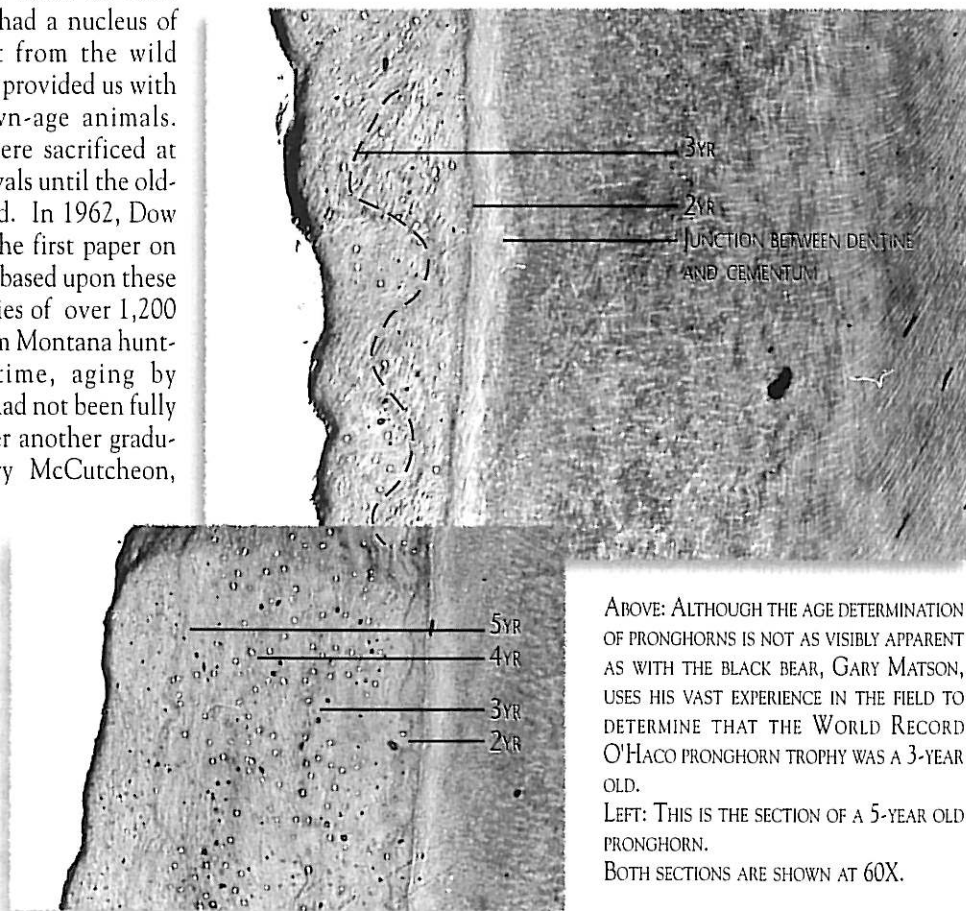 had a nucleus of
from the wild
provided us with
wn-age animals.
ere sacrificed at
vals until the old-
d. In 1962, Dow
he first paper on
based upon these
ies of over 1,200
m Montana hunt-
time, aging by
had not been fully
er another gradu-
ry McCutcheon,
3YR
2YR
JUNCTION BETWEEN DENTINE
AND CEMENTUM
5YR
4YR
3YR
2YR
ABOVE: ALTHOUGH THE AGE DETERMINATION
OF PRONGHORNS IS NOT AS VISIBLY APPARENT
AS WITH THE BLACK BEAR, GARY MATSON,
USES HIS VAST EXPERIENCE IN THE FIELD TO
DETERMINE THAT THE WORLD RECORD
O'HACO PRONGHORN TROPHY WAS A 3-YEAR
OLD.
LEFT: THIS IS THE SECTION OF A 5-YEAR OLD
PRONGHORN.
BOTH SECTIONS ARE SHOWN AT 60X.